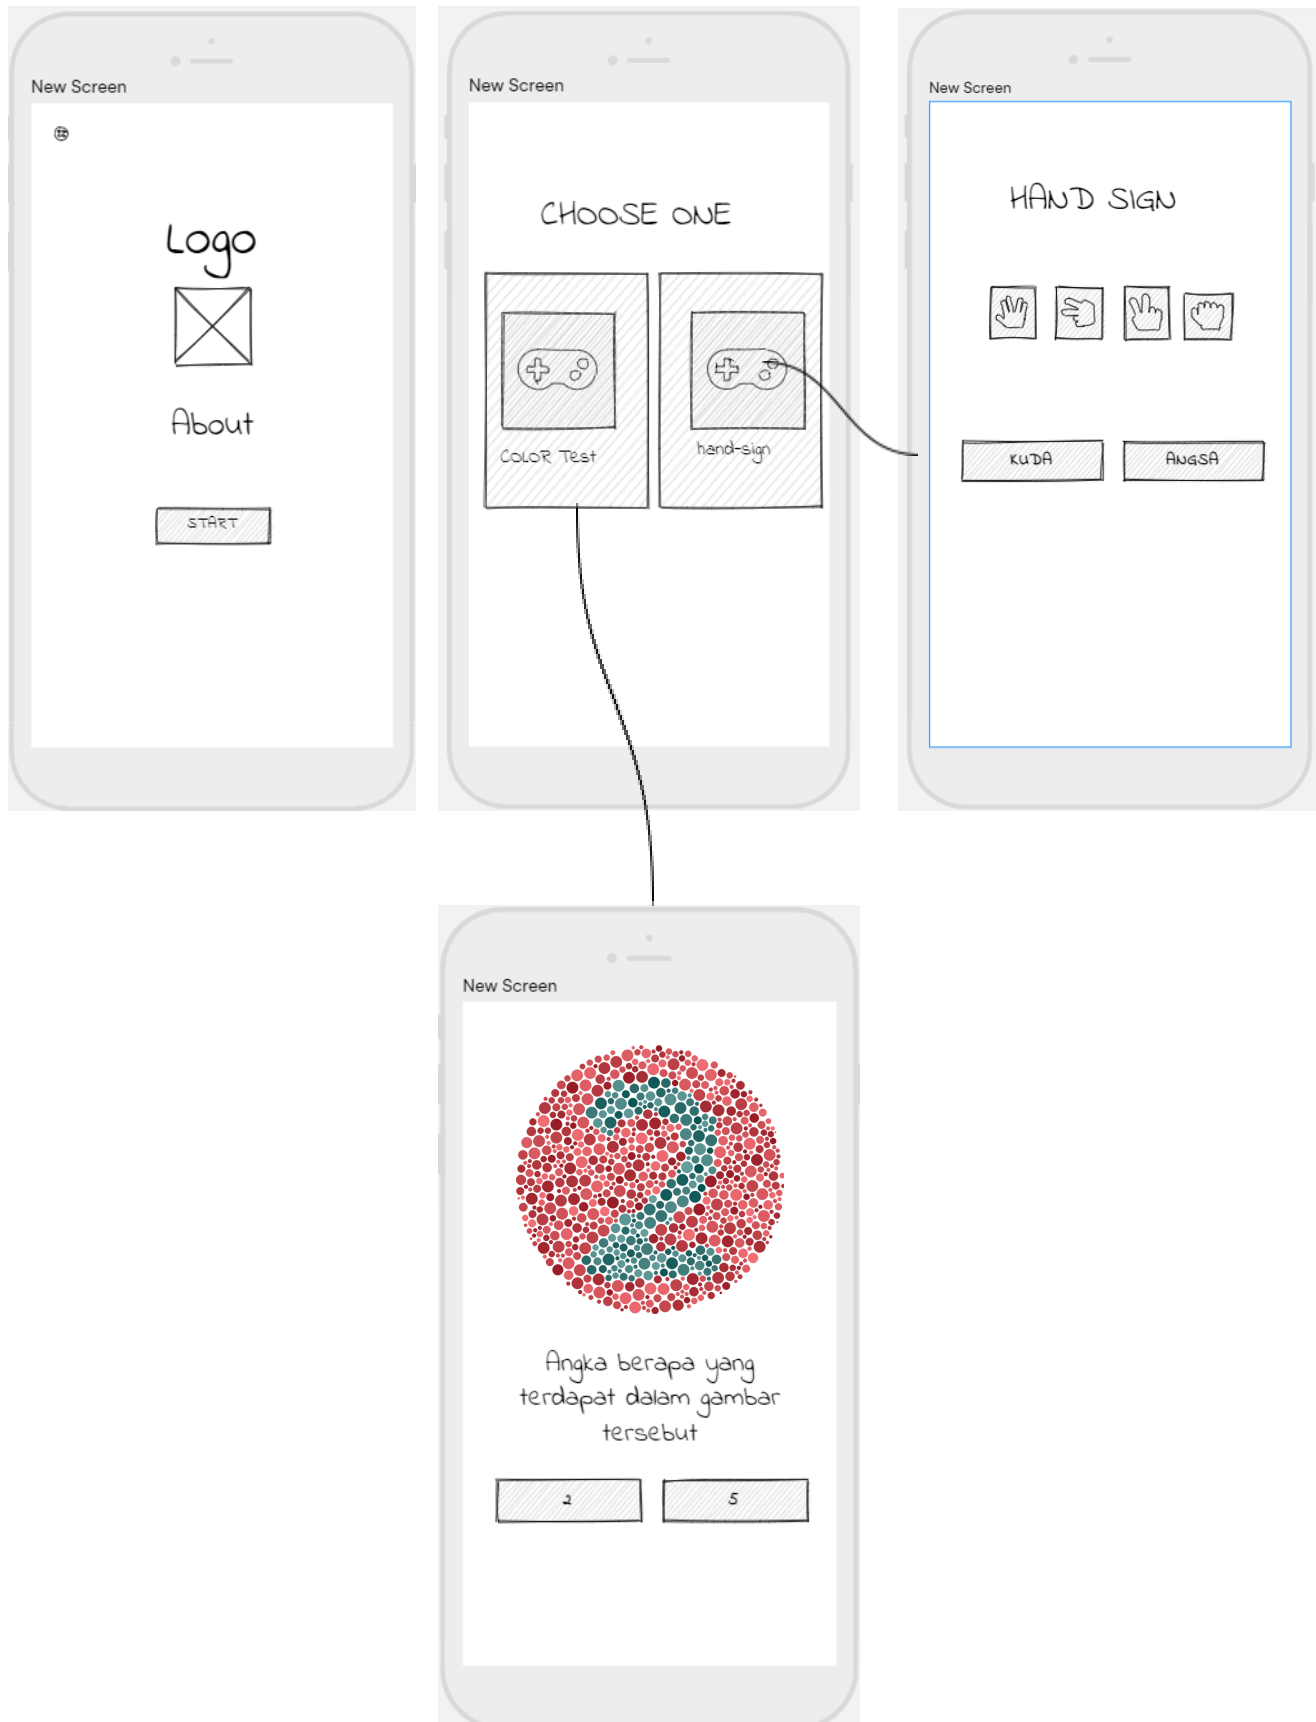 New Screen
Logo
About
START
New Screen
CHOOSE ONE
COLOR Test
hand-sign
New Screen
HAND SIGN
KUDA
ANGSA
New Screen
2
Angka berapa yang
terdapat dalam gambar
tersebut
2
5